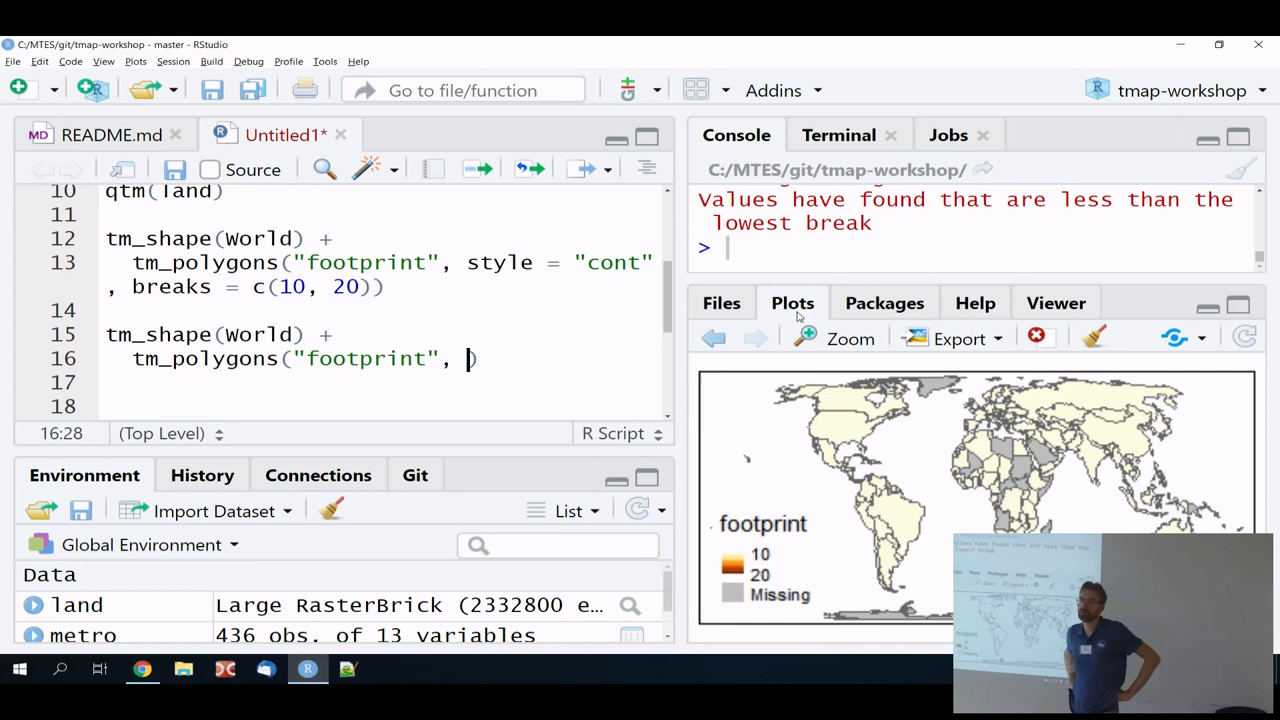 C:/MTES/git/tmap-workshop - master - RStudio
File Edit Code View Plots Session Build Debug Profile Tools Help
Go to file/function
Addins
tmap-workshop
README.md
Untitled1*
Source
10 qtm(land)
11
12 tm_shape(World) +
13 tm_polygons("footprint", style = "cont"
, breaks = c(10, 20))
14
15 tm_shape(World) +
16 tm_polygons("footprint", )
17
18
16:28 (Top Level) R Script
Environment History Connections Git
Import Dataset List
Global Environment
Data
land Large RasterBrick (2332800 e...
metro 436 obs. of 13 variables
Console Terminal Jobs
C:/MTES/git/tmap-workshop/
Values have found that are less than the
lowest break
>
Files Plots Packages Help Viewer
Zoom Export
footprint
10
20
Missing